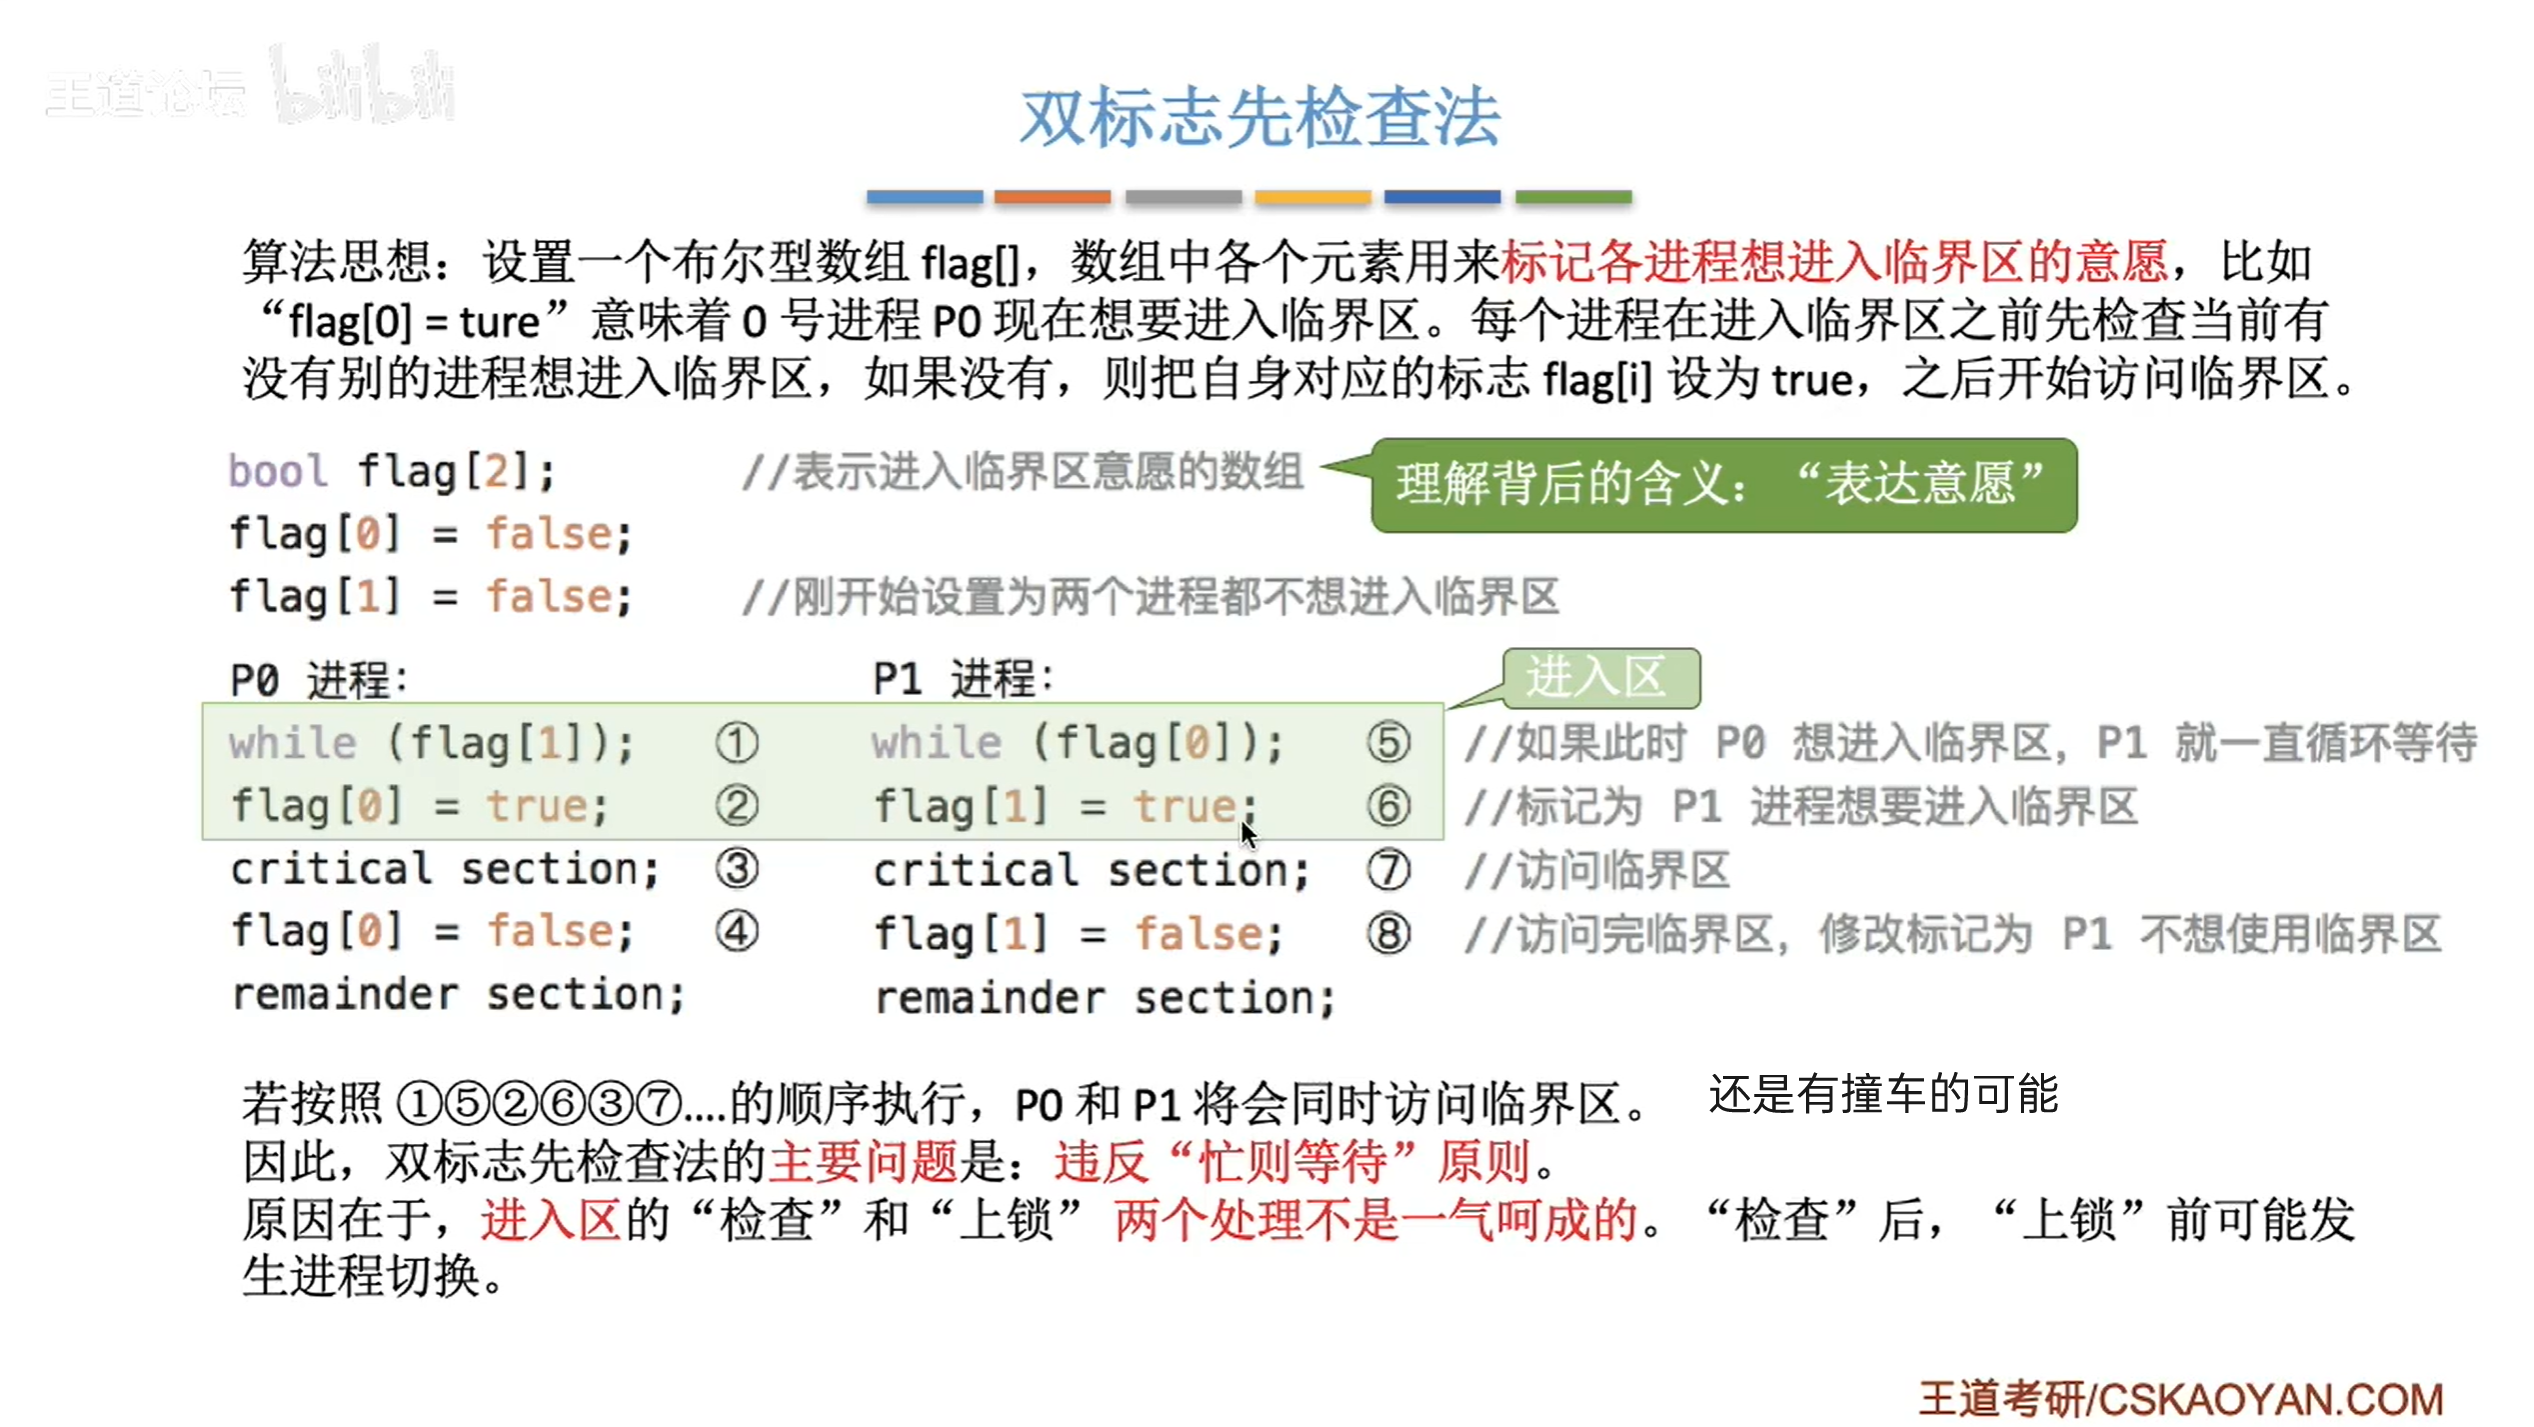 王道论坛 bilibili
双标志先检查法
算法思想：设置一个布尔型数组 flag[]，数组中各个元素用来标记各进程想进入临界区的意愿，比如
“flag[0] = ture”意味着 0 号进程 P0 现在想要进入临界区。每个进程在进入临界区之前先检查当前有
没有别的进程想进入临界区，如果没有，则把自身对应的标志 flag[i] 设为 true，之后开始访问临界区。
bool flag[2]; //表示进入临界区意愿的数组
理解背后的含义：“表达意愿”
flag[0] = false;
flag[1] = false; //刚开始设置为两个进程都不想进入临界区
P0 进程： P1 进程： 进入区
while (flag[1]); ① while (flag[0]); ⑤ //如果此时 P0 想进入临界区，P1 就一直循环等待
flag[0] = true; ② flag[1] = true; ⑥ //标记为 P1 进程想要进入临界区
critical section; ③ critical section; ⑦ //访问临界区
flag[0] = false; ④ flag[1] = false; ⑧ //访问完临界区，修改标记为 P1 不想使用临界区
remainder section; remainder section;
若按照 ①⑤②⑥③⑦....的顺序执行，P0 和 P1 将会同时访问临界区。 还是有撞车的可能
因此，双标志先检查法的主要问题是：违反“忙则等待”原则。
原因在于，进入区的“检查”和“上锁” 两个处理不是一气呵成的。“检查”后，“上锁”前可能发
生进程切换。
王道考研/CSKAOYAN.COM